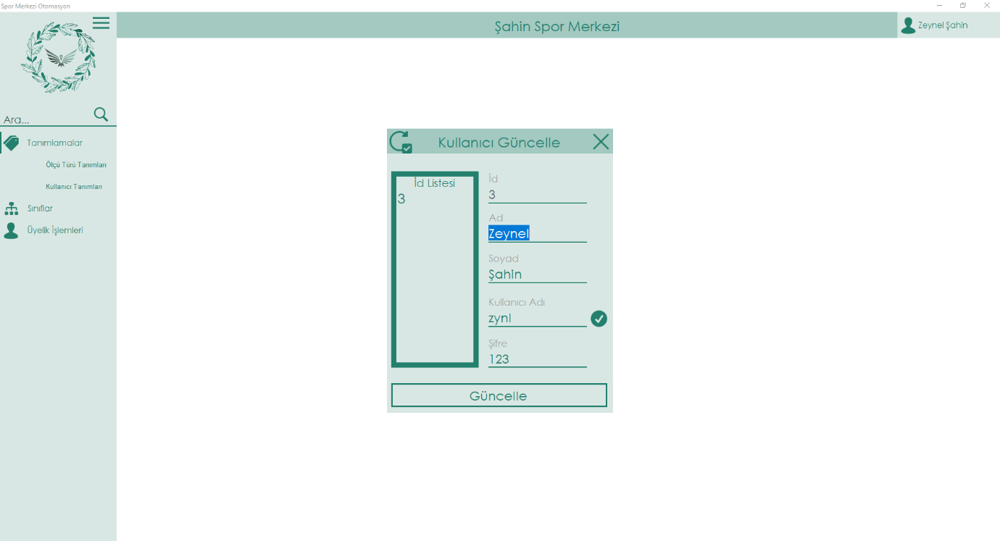 Spor Merkezi Otomasyon
Şahin Spor Merkezi
Zeynel Şahin
Ara...
Tanımlamalar
Ölçü Türü Tanımları
Kullanıcı Tanımları
Sınıflar
Üyelik İşlemleri
Kullanıcı Güncelle
İd Listesi
3
İd
3
Ad
Zeynel
Soyad
Şahin
Kullanıcı Adı
zynl
Şifre
123
Güncelle